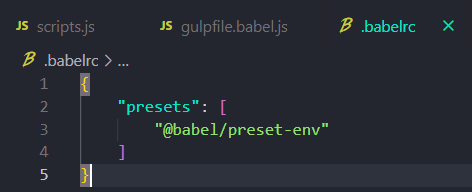 JS scripts.js JS gulpfile.babel.js .babelrc ×
.babelrc > ...
1 {
2 "presets": [
3 "@babel/preset-env"
4 ]
5 }